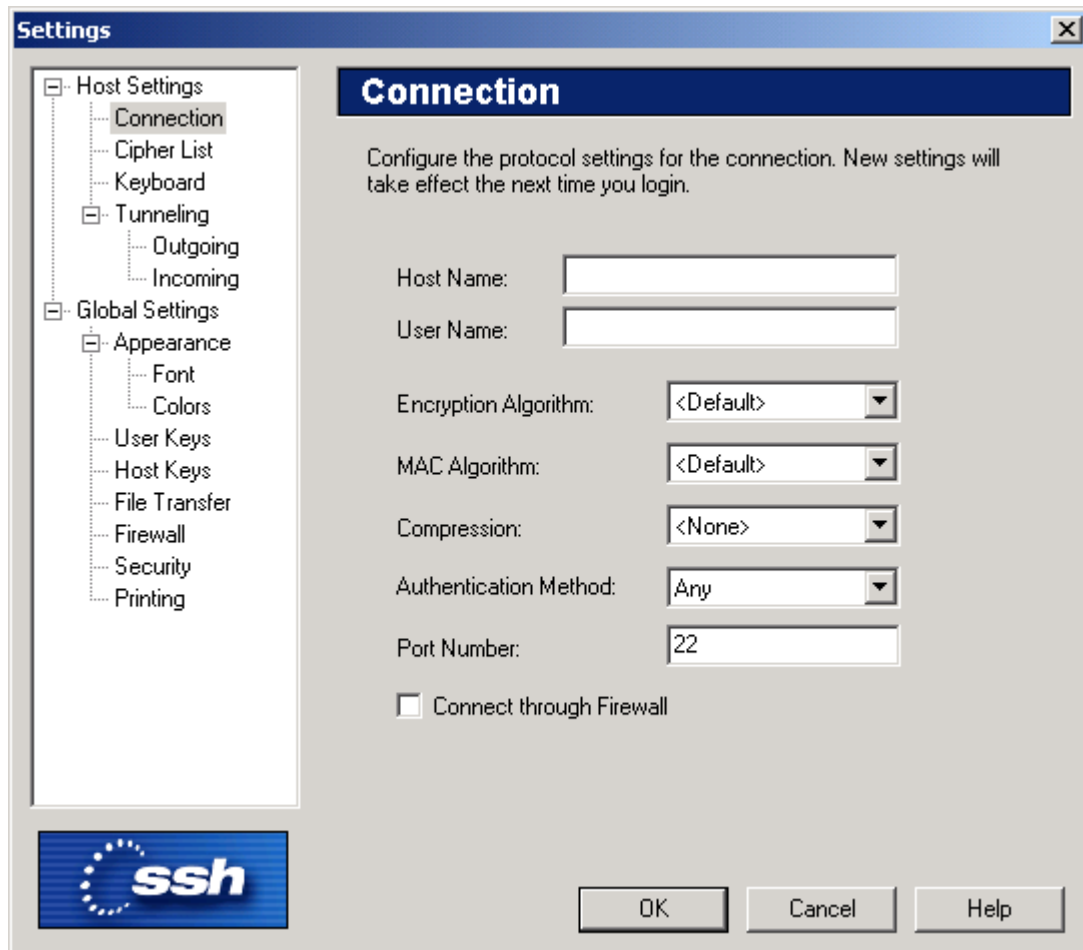 Settings
Host Settings
Connection
Cipher List
Keyboard
Tunneling
Outgoing
Incoming
Global Settings
Appearance
Font
Colors
User Keys
Host Keys
File Transfer
Firewall
Security
Printing
ssh
Connection
Configure the protocol settings for the connection. New settings will
take effect the next time you login.
Host Name:
User Name:
Encryption Algorithm: <Default>
MAC Algorithm: <Default>
Compression: <None>
Authentication Method: Any
Port Number: 22
Connect through Firewall
OK Cancel Help